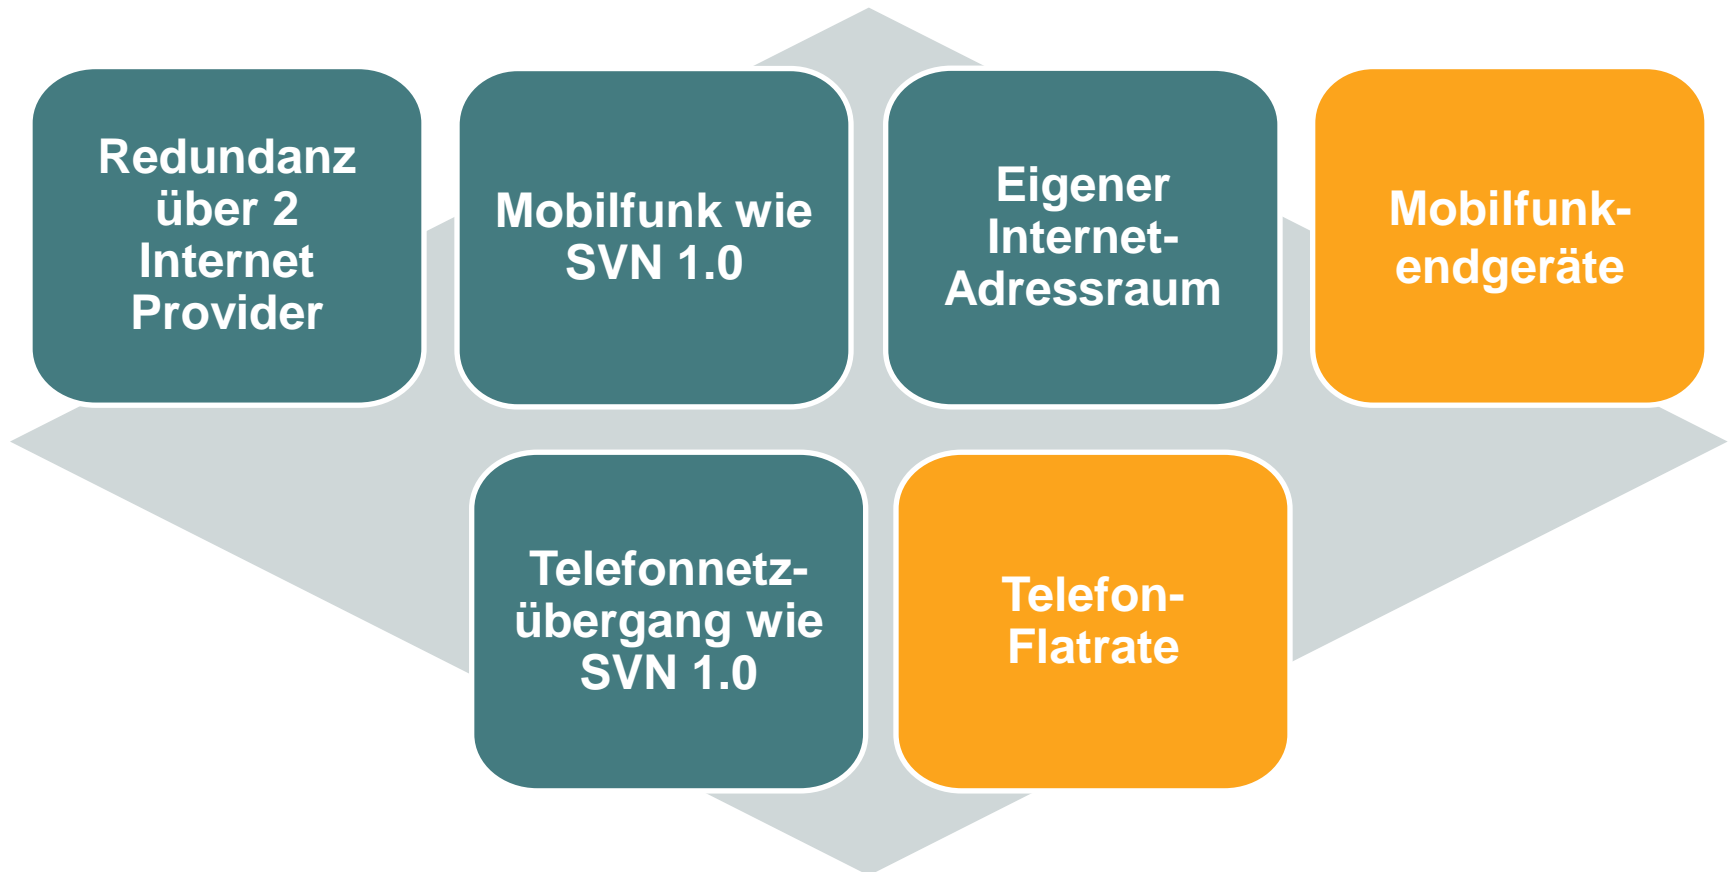 Redundanz
über 2
Internet
Provider
Mobilfunk wie
SVN 1.0
Eigener
Internet-
Adressraum
Mobilfunk-
endgeräte
Telefonnetz-
übergang wie
SVN 1.0
Telefon-
Flatrate